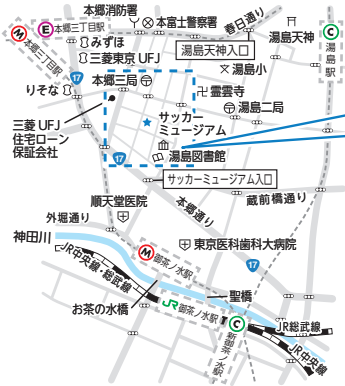 本郷消防署
本富士警察署
春日通り
M
E
本郷三丁目駅
本郷三丁目駅
みずほ
三菱東京UFJ
湯島天神入口
湯島天神
C
湯島駅
りそな
17
本郷三局
湯島小
霊雲寺
湯島二局
三菱UFJ
住宅ローン
保証会社
サッカー
ミュージアム
17
湯島図書館
サッカーミュージアム入口
順天堂医院
本郷通り
蔵前橋通り
外堀通り
神田川
M
御茶ノ水駅
東京医科歯科大病院
17
JR中央線・総武線
お茶の水橋
JR
御茶ノ水駅
聖橋
C
新御茶ノ水駅
JR総武線
JR中央線